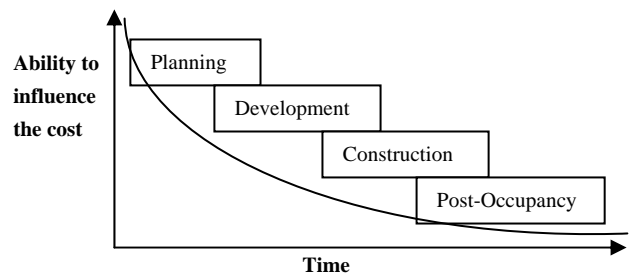 Ability to
influence
the cost
Planning
Development
Construction
Post-Occupancy
Time